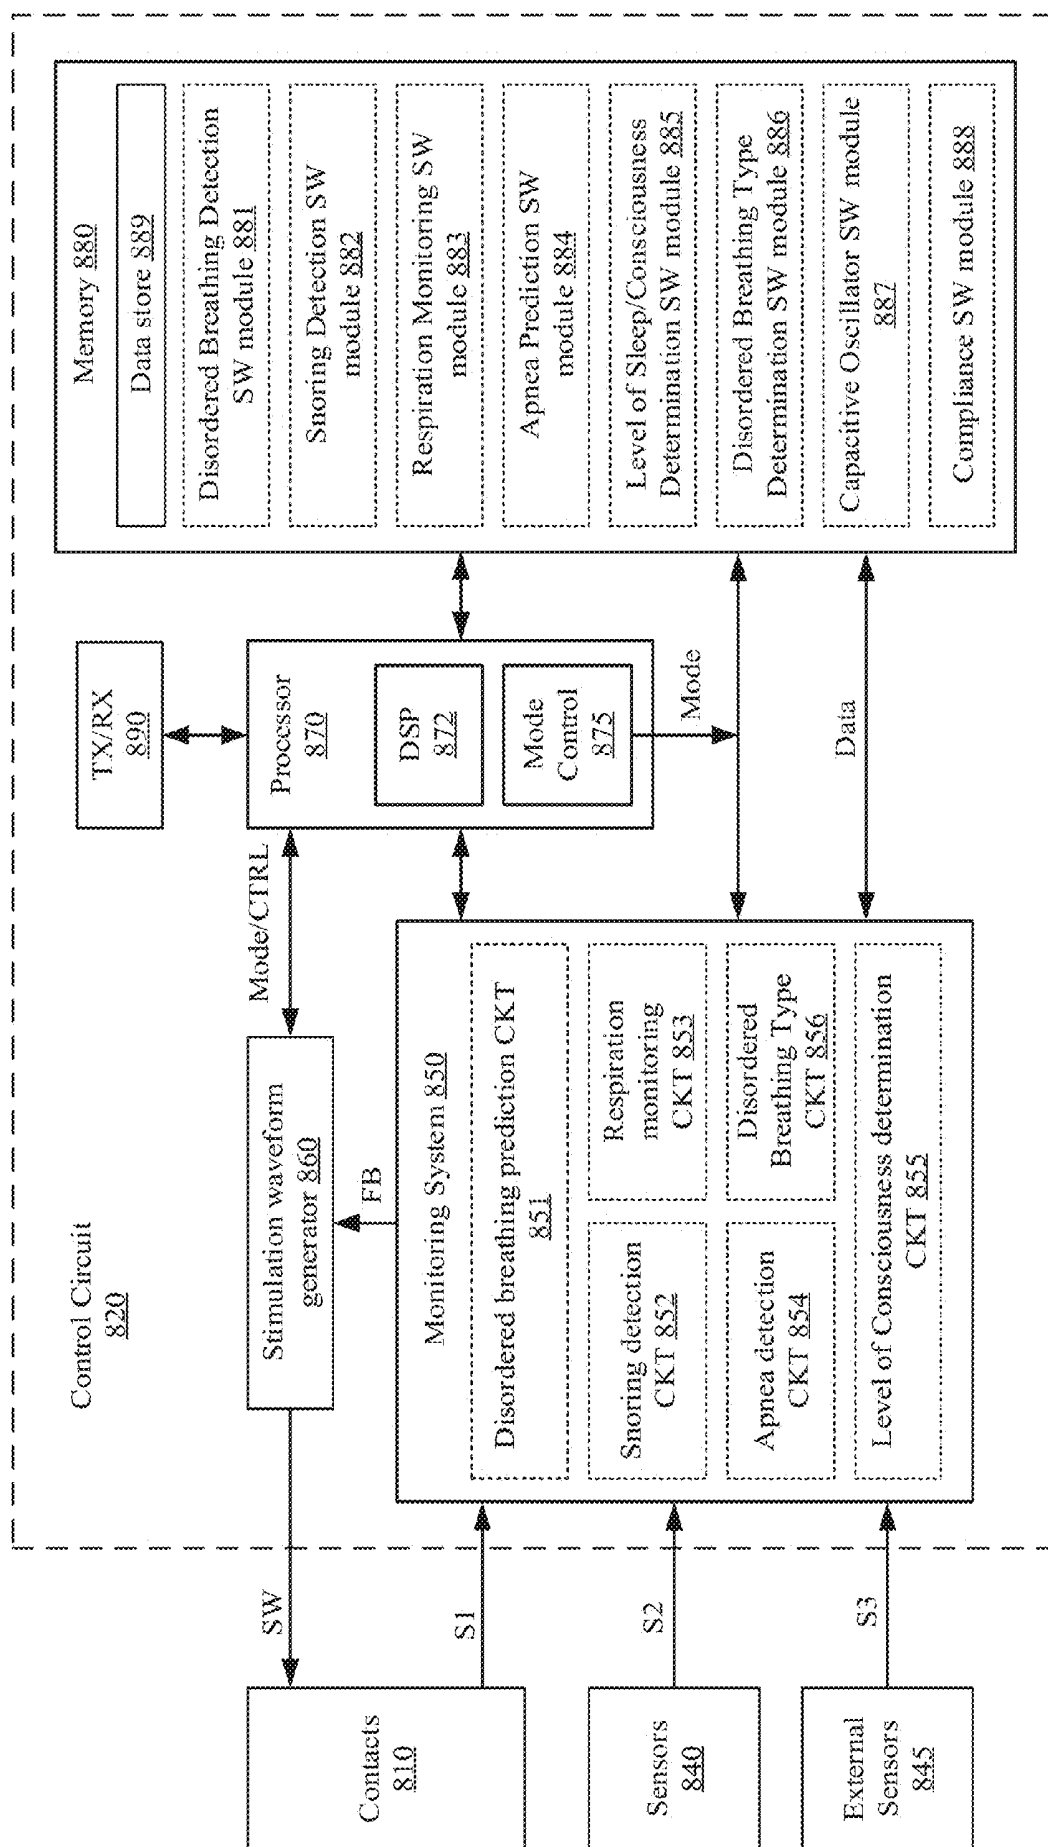 Control Circuit
820
TX/RX
890
Memory 880
Data store 889
Disordered Breathing Detection
SW module 881
Snoring Detection SW
module 882
Respiration Monitoring SW
module 883
Apnea Prediction SW
module 884
Level of Sleep/Consciousness
Determination SW module 885
Disordered Breathing Type
Determination SW module 886
Capacitive Oscillator SW module
887
Compliance SW module 888
Processor
870
DSP
872
Mode
Control
875
Mode
Data
Mode/CTRL
Stimulation waveform
generator 860
FB
Monitoring System 850
Disordered breathing prediction CKT
851
Snoring detection
CKT 852
Respiration
monitoring
CKT 853
Apnea detection
CKT 854
Disordered
Breathing Type
CKT 856
Level of Consciousness determination
CKT 855
SW
S1
S2
S3
Contacts
810
Sensors
840
External
Sensors
845